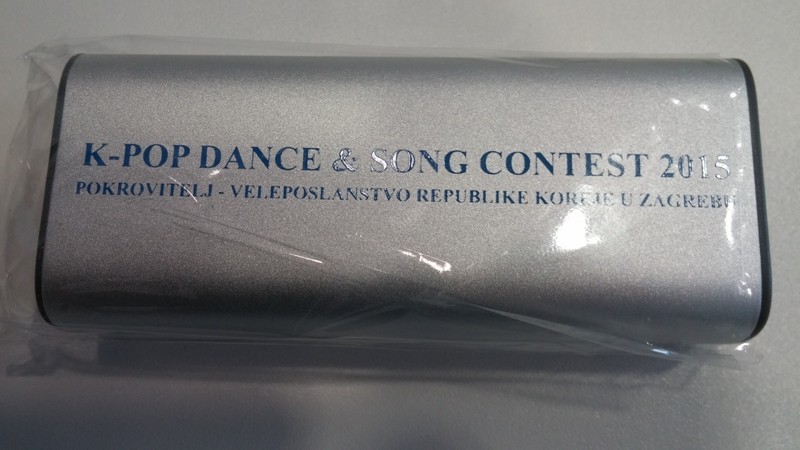 K-POP DANCE & SONG CONTEST 2015
POKROVITELJ - VELEPOSLANSTVO REPUBLIKE KOREJE U ZAGREBU